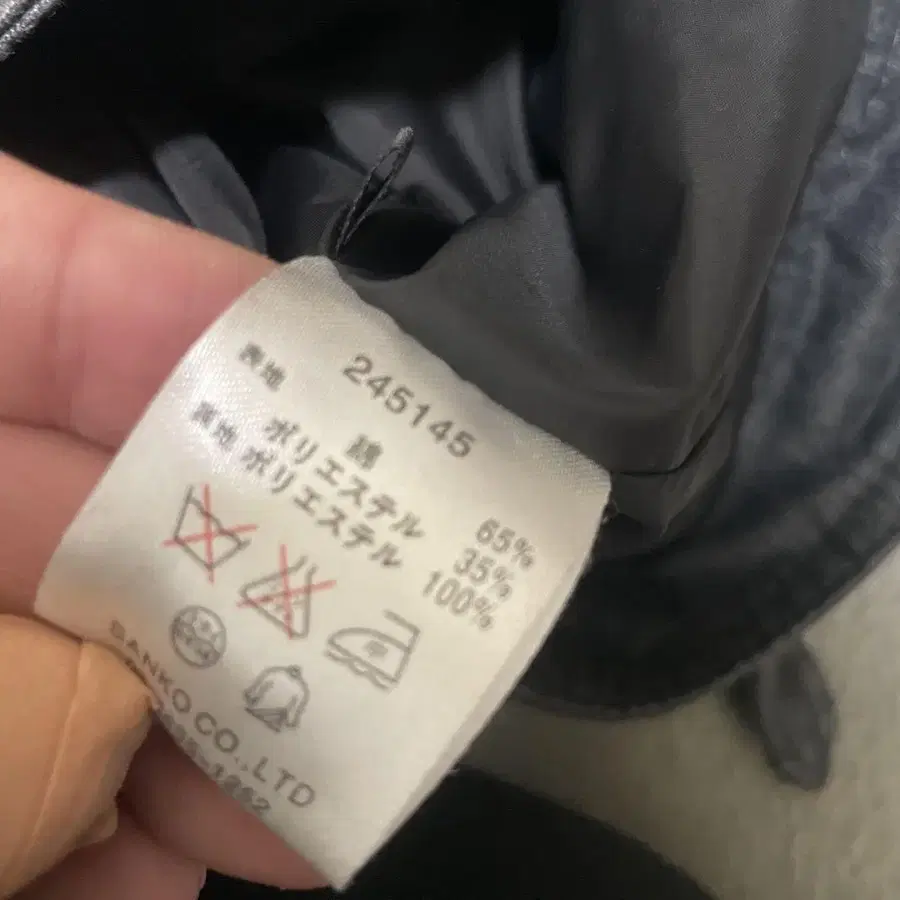 245145
表地 綿 65%
ポリエステル 35%
裏地 ポリエステル 100%
中
SANKO CO.,LTD